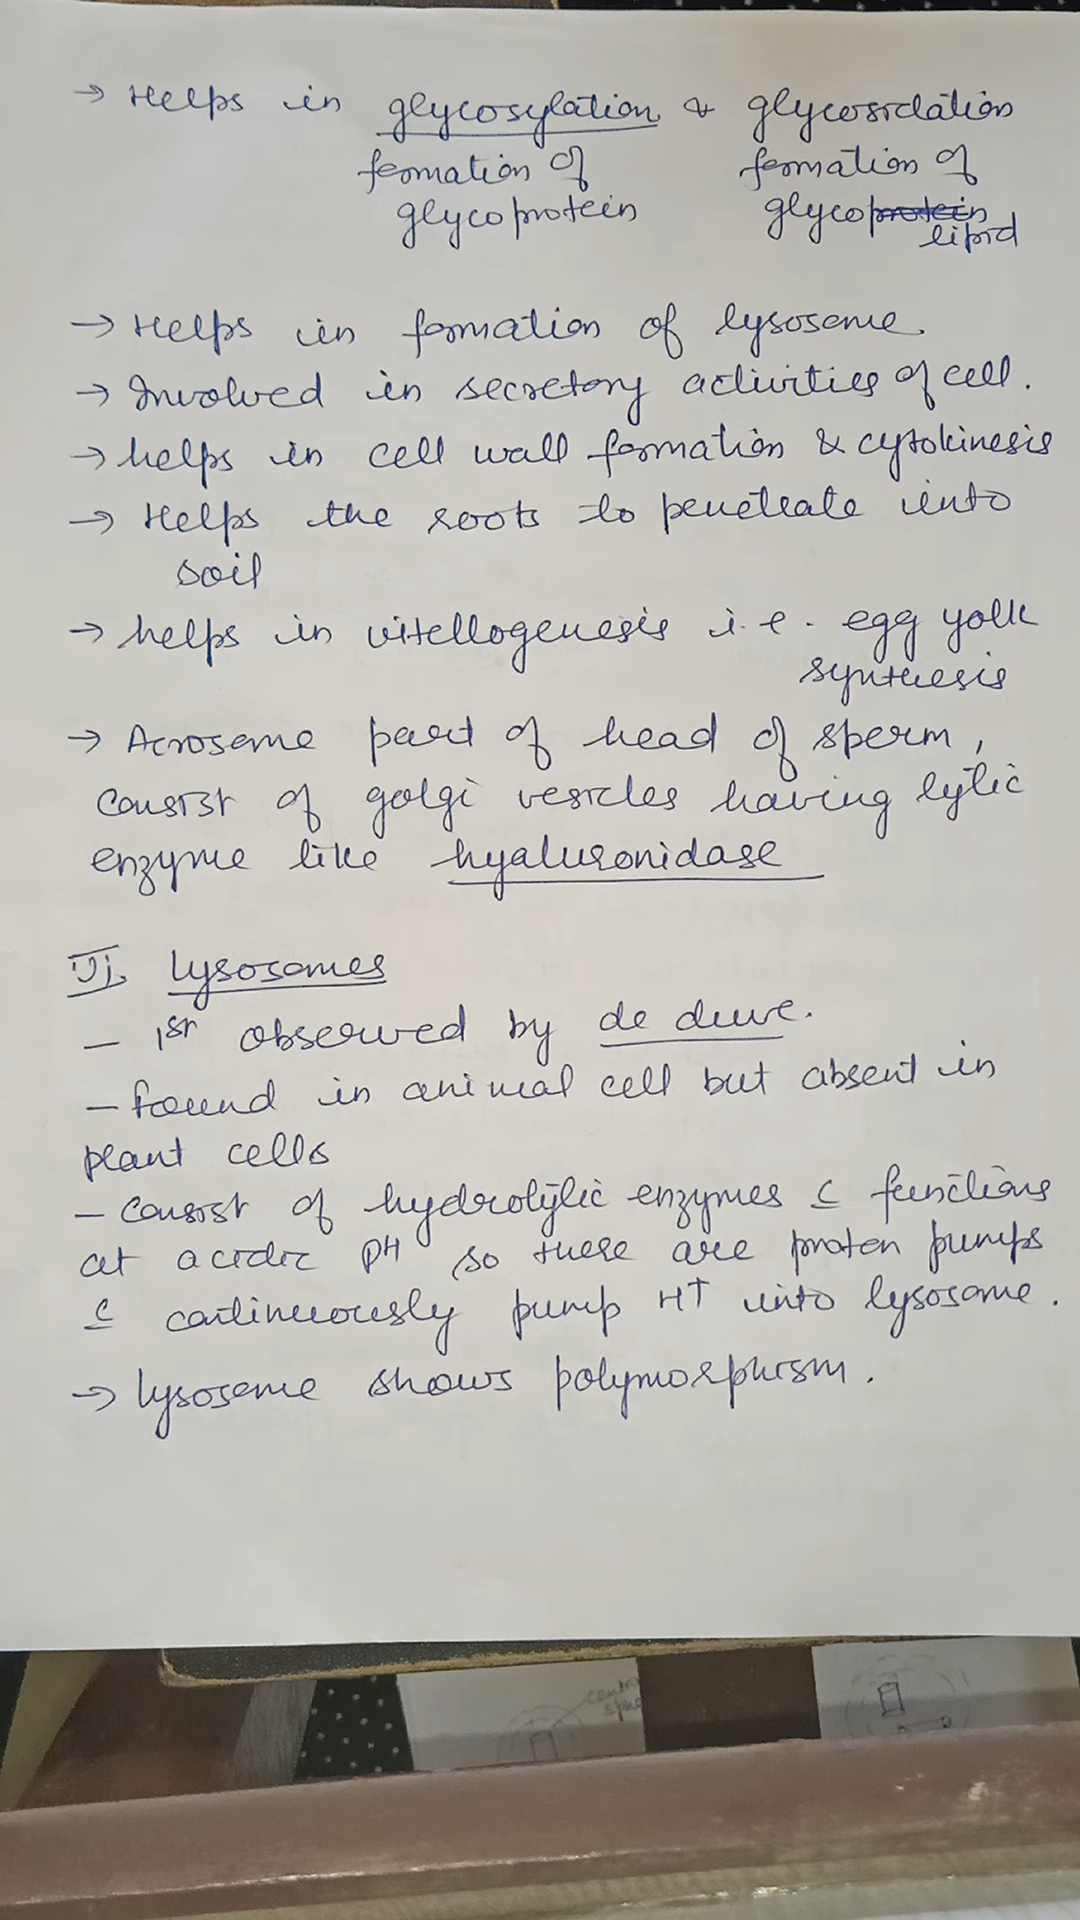 → Helps in glycosylation & glycosidation
formation of formation of
glycoprotein glycoprotein
lipid
→ Helps in formation of lysosome.
→ Involved in secretory activities of cell.
→ helps in cell wall formation & cytokinesis
→ Helps the roots to penetrate into
soil
→ helps in vitellogenesis i.e. egg yolk
synthesis
→ Acrosome part of head of sperm,
consist of golgi vesicles having lytic
enzyme like hyaluronidase
Lysosomes
- 1st observed by de duve.
- found in animal cell but absent in
plant cells
- consist of hydrolytic enzymes c functions
at acidic pH so there are proton pumps
c continuously pump H+ into lysosome.
→ lysosome shows polymorphism.